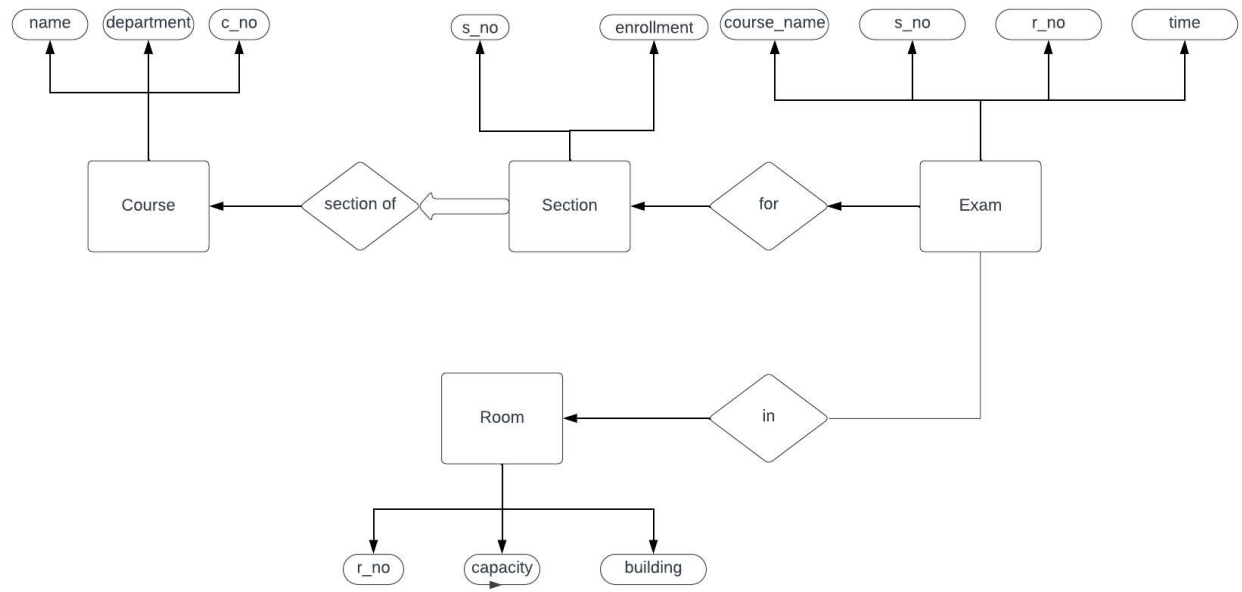 name
department
c_no
s_no
enrollment
course_name
s_no
r_no
time
Course
section of
Section
for
Exam
Room
in
r_no
capacity
building